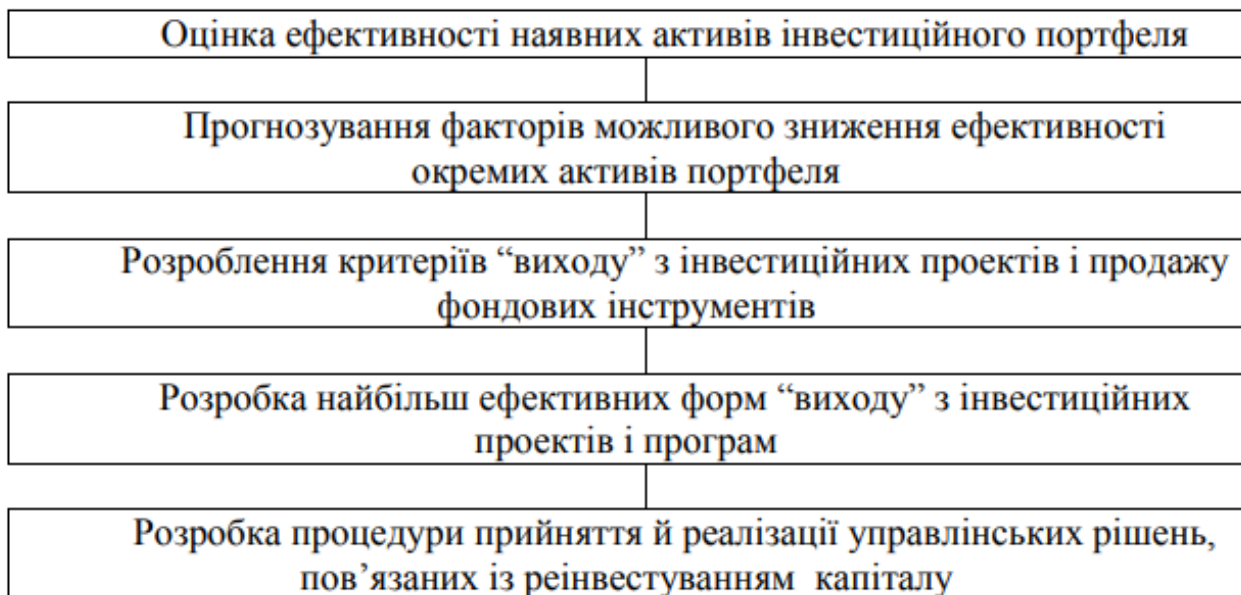 Оцінка ефективності наявних активів інвестиційного портфеля
Прогнозування факторів можливого зниження ефективності
окремих активів портфеля
Розроблення критеріїв “виходу” з інвестиційних проектів і продажу
фондових інструментів
Розробка найбільш ефективних форм “виходу” з інвестиційних
проектів і програм
Розробка процедури прийняття й реалізації управлінських рішень,
пов’язаних із реінвестуванням капіталу